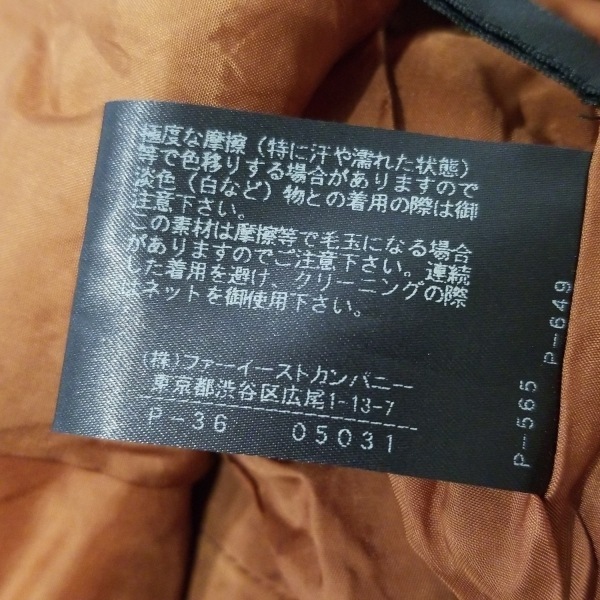 極度な摩擦(特に汗や濡れた状態)
等で色移りする場合がありますので
淡色(白など)物との着用の際は御
注意下さい。
この素材は摩擦等で毛玉になる場合
がありますのでご注意下さい。連続
した着用を避け、クリーニングの際
はネットを御使用下さい。
(株)ファーイーストカンパニー
東京都渋谷区広尾1-13-7
P-36 05031
P-565 P-649